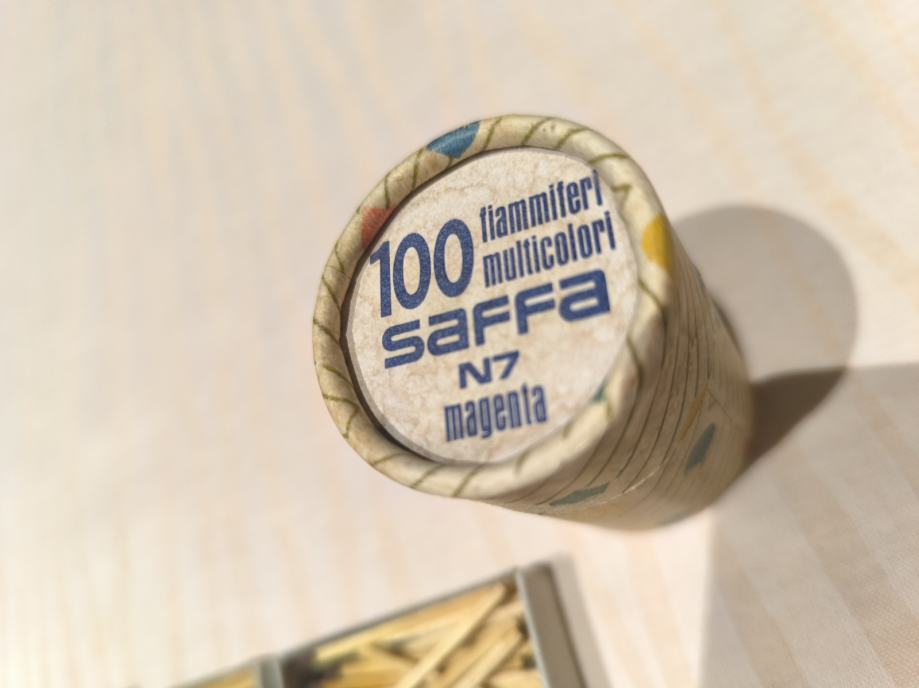 100 fiammiferi
multicolori
saffa
N7
magenta